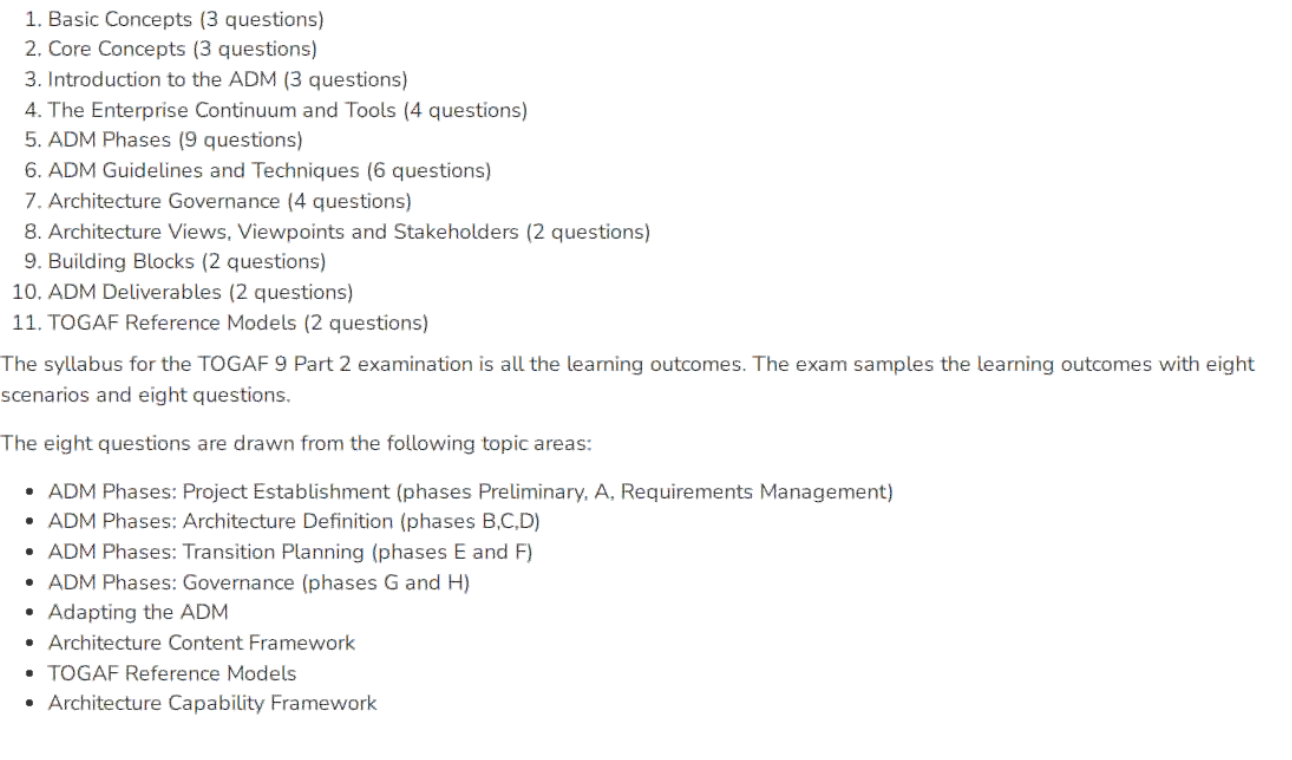 1. Basic Concepts (3 questions)
2. Core Concepts (3 questions)
3. Introduction to the ADM (3 questions)
4. The Enterprise Continuum and Tools (4 questions)
5. ADM Phases (9 questions)
6. ADM Guidelines and Techniques (6 questions)
7. Architecture Governance (4 questions)
8. Architecture Views, Viewpoints and Stakeholders (2 questions)
9. Building Blocks (2 questions)
10. ADM Deliverables (2 questions)
11. TOGAF Reference Models (2 questions)
The syllabus for the TOGAF 9 Part 2 examination is all the learning outcomes. The exam samples the learning outcomes with eight
scenarios and eight questions.
The eight questions are drawn from the following topic areas:
• ADM Phases: Project Establishment (phases Preliminary, A, Requirements Management)
• ADM Phases: Architecture Definition (phases B,C,D)
• ADM Phases: Transition Planning (phases E and F)
• ADM Phases: Governance (phases G and H)
• Adapting the ADM
• Architecture Content Framework
• TOGAF Reference Models
• Architecture Capability Framework